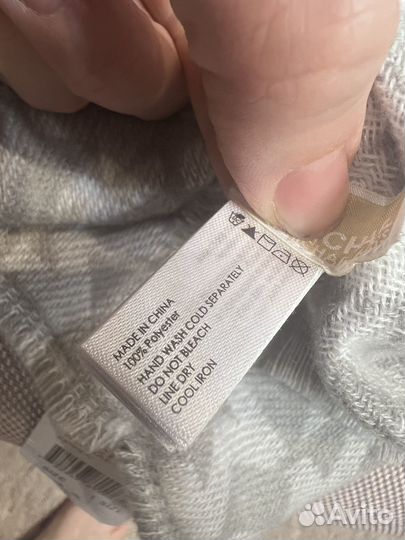 MADE IN CHINA
100% Polyester
HAND WASH COLD SEPARATELY
DO NOT BLEACH
LINE DRY
COOL IRON
Avito